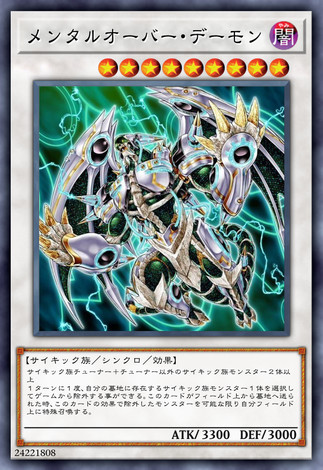 メンタルオーバー・デーモン
やみ
闇
【サイキック族／シンクロ／効果】
サイキック族チューナー＋チューナー以外のサイキック族モンスター２体以
上
１ターンに１度、自分の墓地に存在するサイキック族モンスター１体を選択し
てゲームから除外する事ができる。このカードがフィールド上から墓地へ送ら
れた時、このカードの効果で除外したモンスターを可能な限り自分フィール
ド上に特殊召喚する。
ATK/ 3300 DEF/3000
24221808